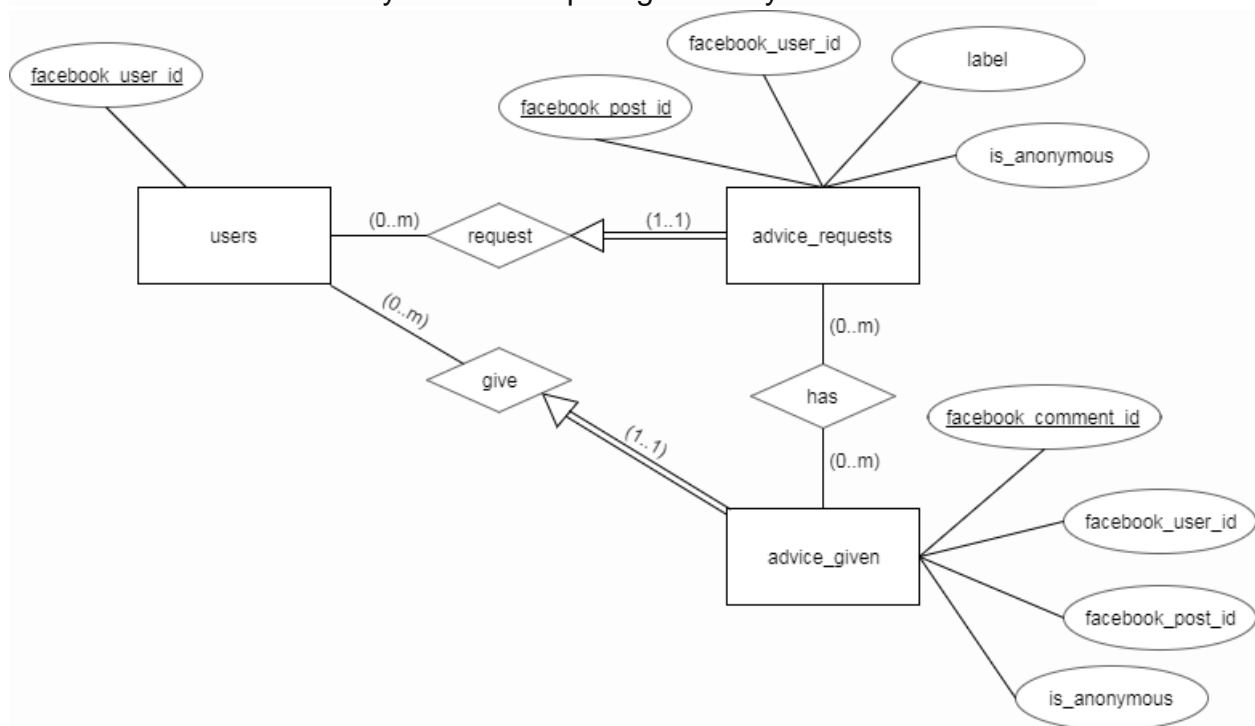 facebook_user_id
facebook_user_id
label
facebook_post_id
is_anonymous
users
(0..m)
request
(1..1)
advice_requests
(0..m)
(0..m)
give
has
(1..1)
(0..m)
facebook_comment_id
facebook_user_id
advice_given
facebook_post_id
is_anonymous